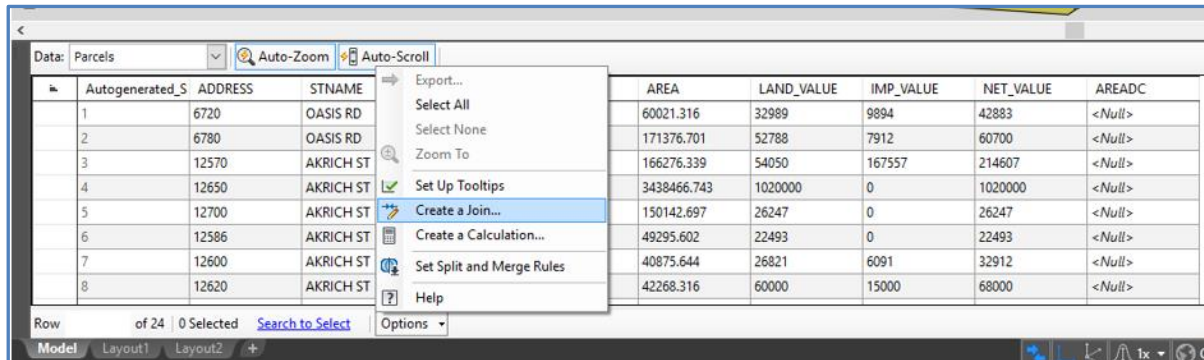 Data: Parcels Auto-Zoom Auto-Scroll
Autogenerated_S ADDRESS STNAME AREA LAND_VALUE IMP_VALUE NET_VALUE AREADC
1 6720 OASIS RD 60021.316 32989 9894 42883 <Null>
2 6780 OASIS RD 171376.701 52788 7912 60700 <Null>
3 12570 AKRICH ST 166276.339 54050 167557 214607 <Null>
4 12650 AKRICH ST 3438466.743 1020000 0 1020000 <Null>
5 12700 AKRICH ST 150142.697 26247 0 26247 <Null>
6 12586 AKRICH ST 49295.602 22493 0 22493 <Null>
7 12600 AKRICH ST 40875.644 26821 6091 32912 <Null>
8 12620 AKRICH ST 42268.316 60000 15000 68000 <Null>
Export...
Select All
Select None
Zoom To
Set Up Tooltips
Create a Join...
Create a Calculation...
Set Split and Merge Rules
? Help
Row of 24 0 Selected Search to Select Options
Model Layout1 Layout2 + 1x